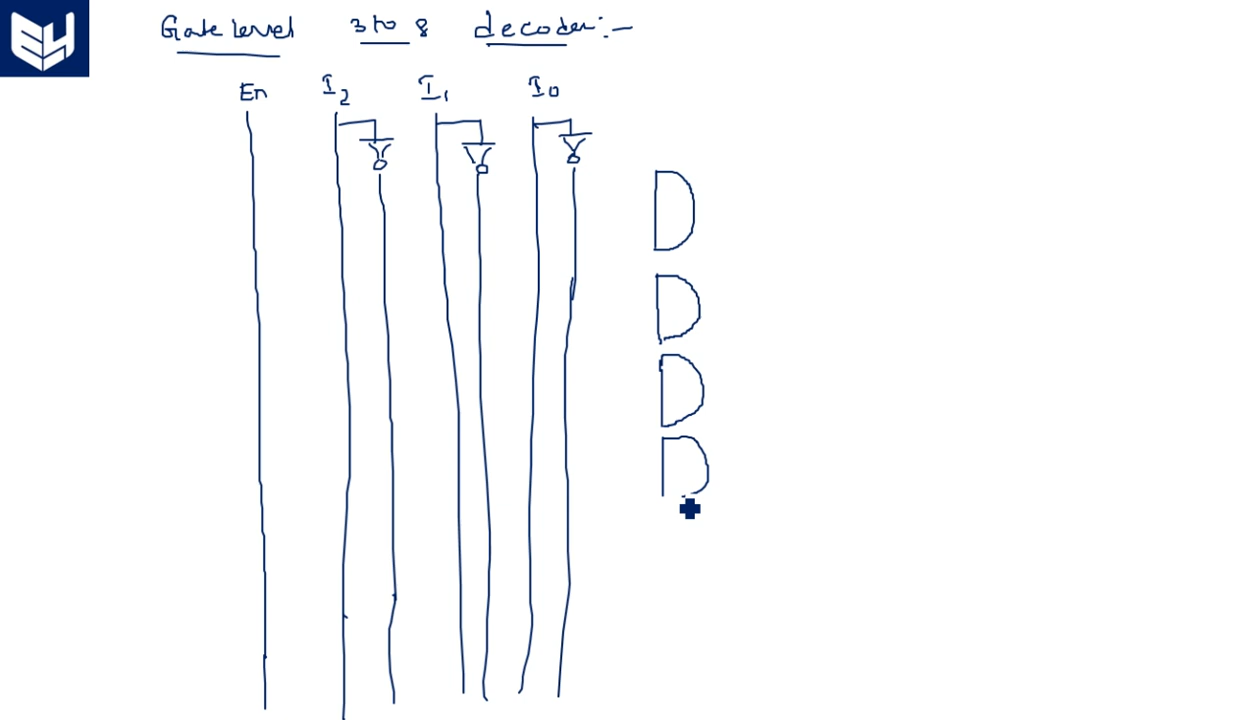 Gate level 3 to 8 decoder:-
En I2 I1 I0